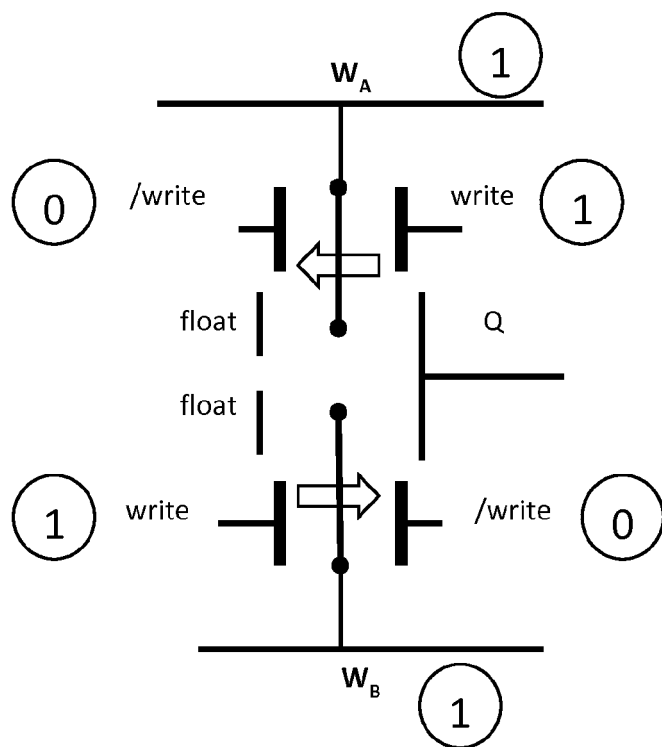 1
W_A
0 /write write 1
float Q
float
1 write /write 0
W_B
1